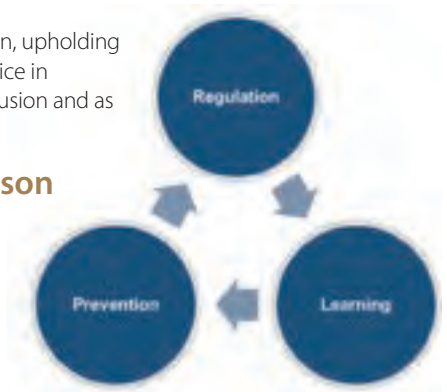 n, upholding
ice in
usion and as
son
Regulation
Prevention
Learning